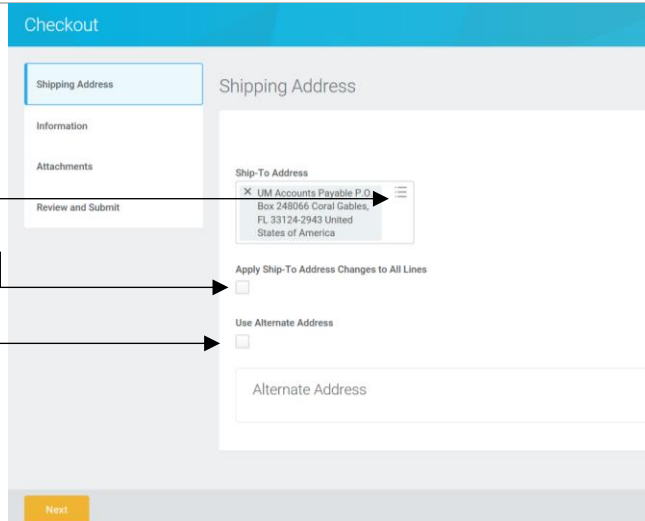 Checkout
Shipping Address
Information
Attachments
Review and Submit
Shipping Address
Ship-To Address
UM Accounts Payable P.O.
Box 248066 Coral Gables,
FL 33124-2943 United
States of America
Apply Ship-To Address Changes to All Lines
Use Alternate Address
Alternate Address
Next